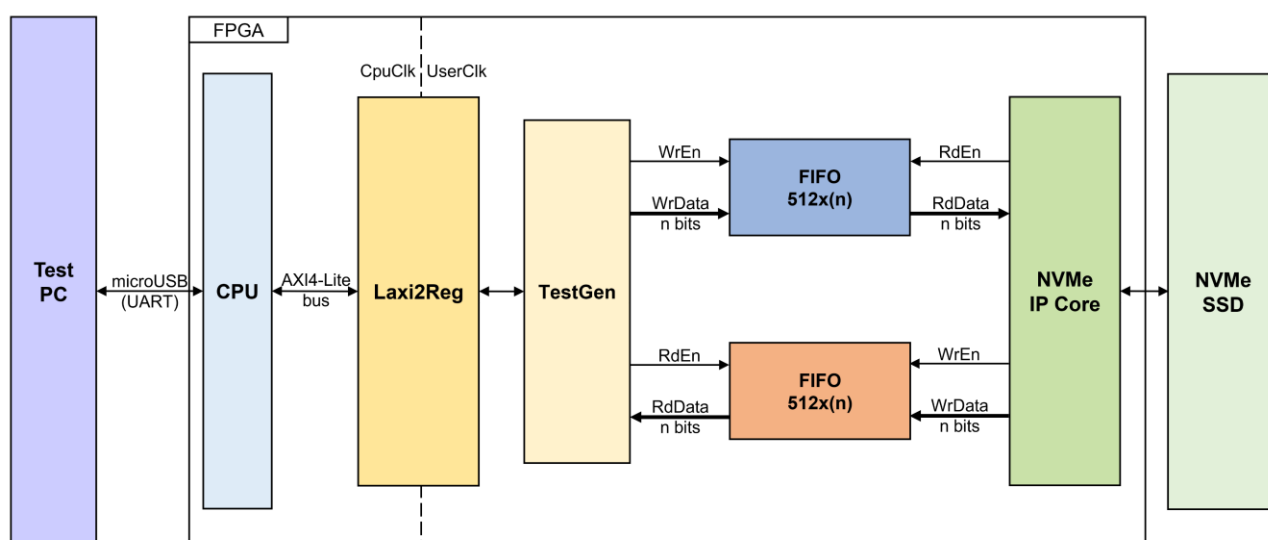 FPGA
CpuClk
UserClk
Test
PC
microUSB
(UART)
CPU
AXI4-Lite
bus
Laxi2Reg
TestGen
WrEn
WrData
n bits
FIFO
512x(n)
RdEn
RdData
n bits
RdEn
RdData
n bits
FIFO
512x(n)
WrEn
WrData
n bits
NVMe
IP Core
NVMe
SSD